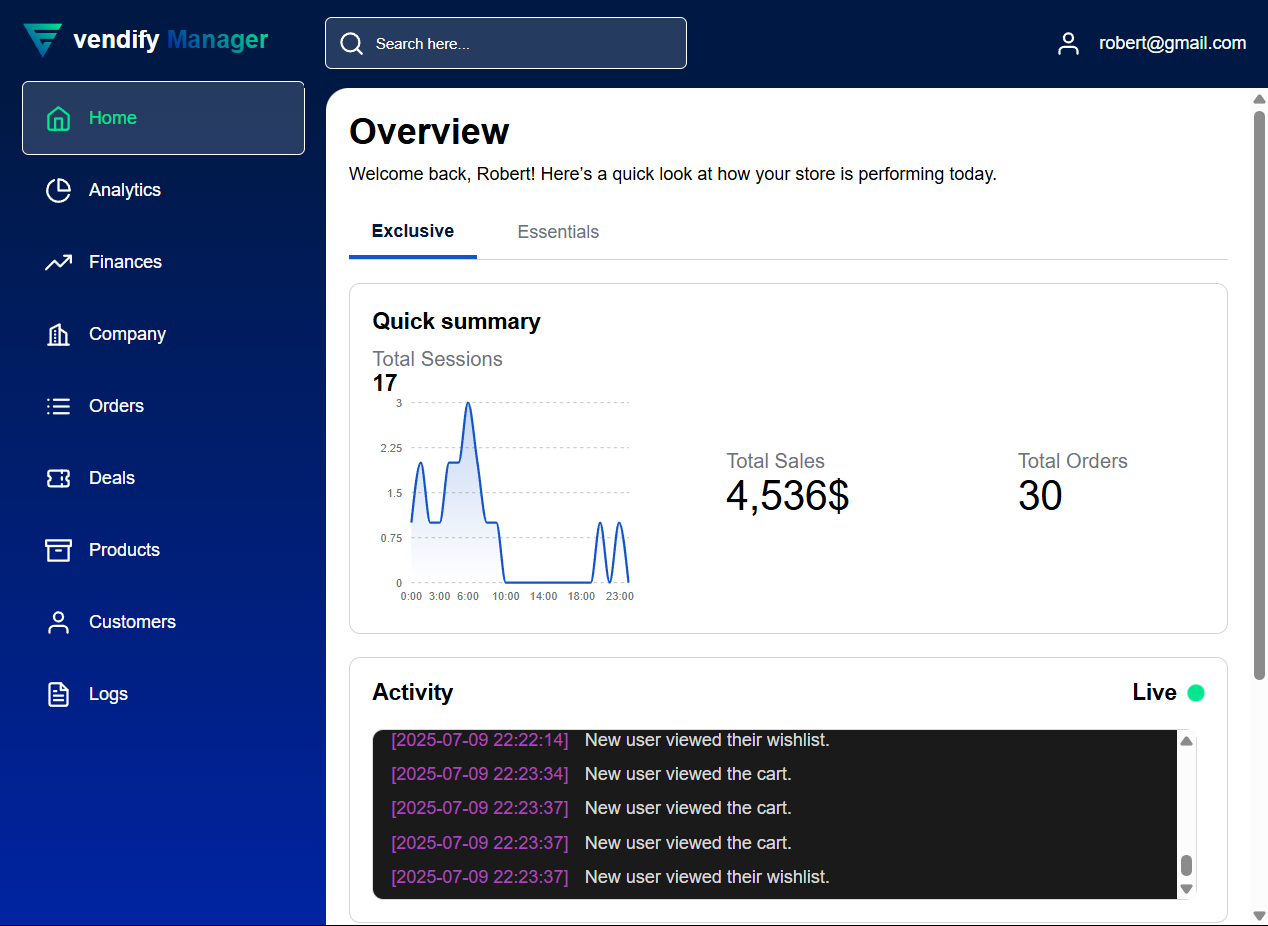 vendify Manager
Search here...
robert@gmail.com
Home
Analytics
Finances
Company
Orders
Deals
Products
Customers
Logs
Overview
Welcome back, Robert! Here’s a quick look at how your store is performing today.
Exclusive Essentials
Quick summary
Total Sessions
17
3
2.25
1.5
0.75
0
0:00 3:00 6:00 10:00 14:00 18:00 23:00
Total Sales
4,536$
Total Orders
30
Activity
Live
[2025-07-09 22:22:14] New user viewed their wishlist.
[2025-07-09 22:23:34] New user viewed the cart.
[2025-07-09 22:23:37] New user viewed the cart.
[2025-07-09 22:23:37] New user viewed the cart.
[2025-07-09 22:23:37] New user viewed their wishlist.